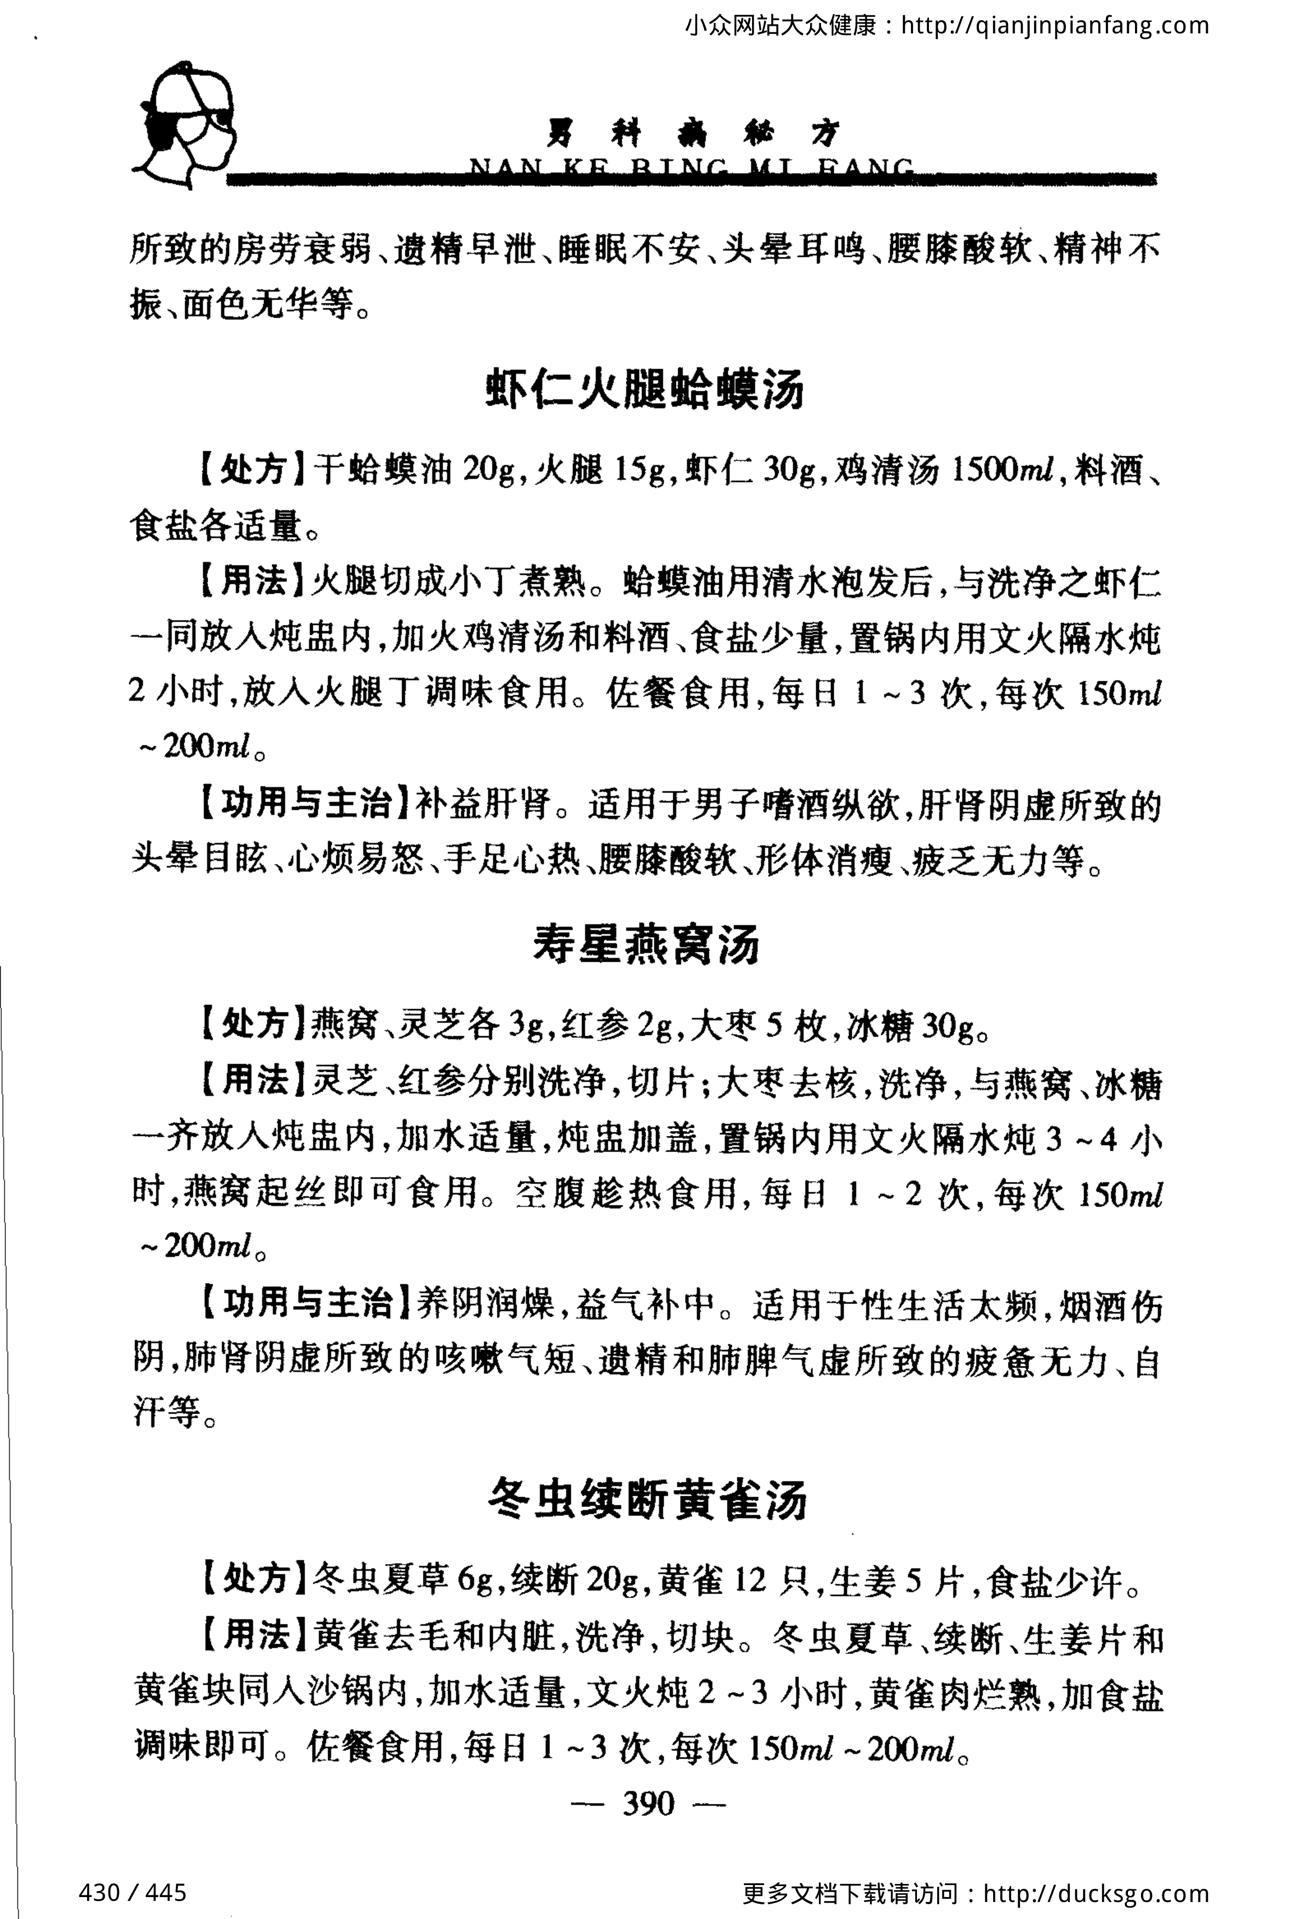 小众网站大众健康：http://qianjinpianfang.com
男科病秘方
NAN KE BING MI FANG
所致的房劳衰弱、遗精早泄、睡眠不安、头晕耳鸣、腰膝酸软、精神不
振、面色无华等。
虾仁火腿蛤蟆汤
【处方】干蛤蟆油 20g,火腿 15g,虾仁 30g,鸡清汤 1500ml,料酒、
食盐各适量。
【用法】火腿切成小丁煮熟。蛤蟆油用清水泡发后,与洗净之虾仁
一同放人炖盅内,加火鸡清汤和料酒、食盐少量,置锅内用文火隔水炖
2 小时,放人火腿丁调味食用。佐餐食用,每日 1 ~ 3 次,每次 150ml
~200ml。
【功用与主治】补益肝肾。适用于男子嗜酒纵欲,肝肾阴虚所致的
头晕目眩、心烦易怒、手足心热、腰膝酸软、形体消瘦、疲乏无力等。
寿星燕窝汤
【处方】燕窝、灵芝各 3g,红参 2g,大枣 5 枚,冰糖 30g。
【用法】灵芝、红参分别洗净,切片;大枣去核,洗净,与燕窝、冰糖
一齐放人炖盅内,加水适量,炖盅加盖,置锅内用文火隔水炖 3 ~ 4 小
时,燕窝起丝即可食用。空腹趁热食用,每日 1 ~ 2 次,每次 150ml
~200ml。
【功用与主治】养阴润燥,益气补中。适用于性生活太频,烟酒伤
阴,肺肾阴虚所致的咳嗽气短、遗精和肺脾气虚所致的疲惫无力、自
汗等。
冬虫续断黄雀汤
【处方】冬虫夏草 6g,续断 20g,黄雀 12 只,生姜 5 片,食盐少许。
【用法】黄雀去毛和内脏,洗净,切块。冬虫夏草、续断、生姜片和
黄雀块同人沙锅内,加水适量,文火炖 2 ~ 3 小时,黄雀肉烂熟,加食盐
调味即可。佐餐食用,每日 1 ~ 3 次,每次 150ml ~ 200ml。
— 390 —
430 / 445
更多文档下载请访问：http://ducksgo.com